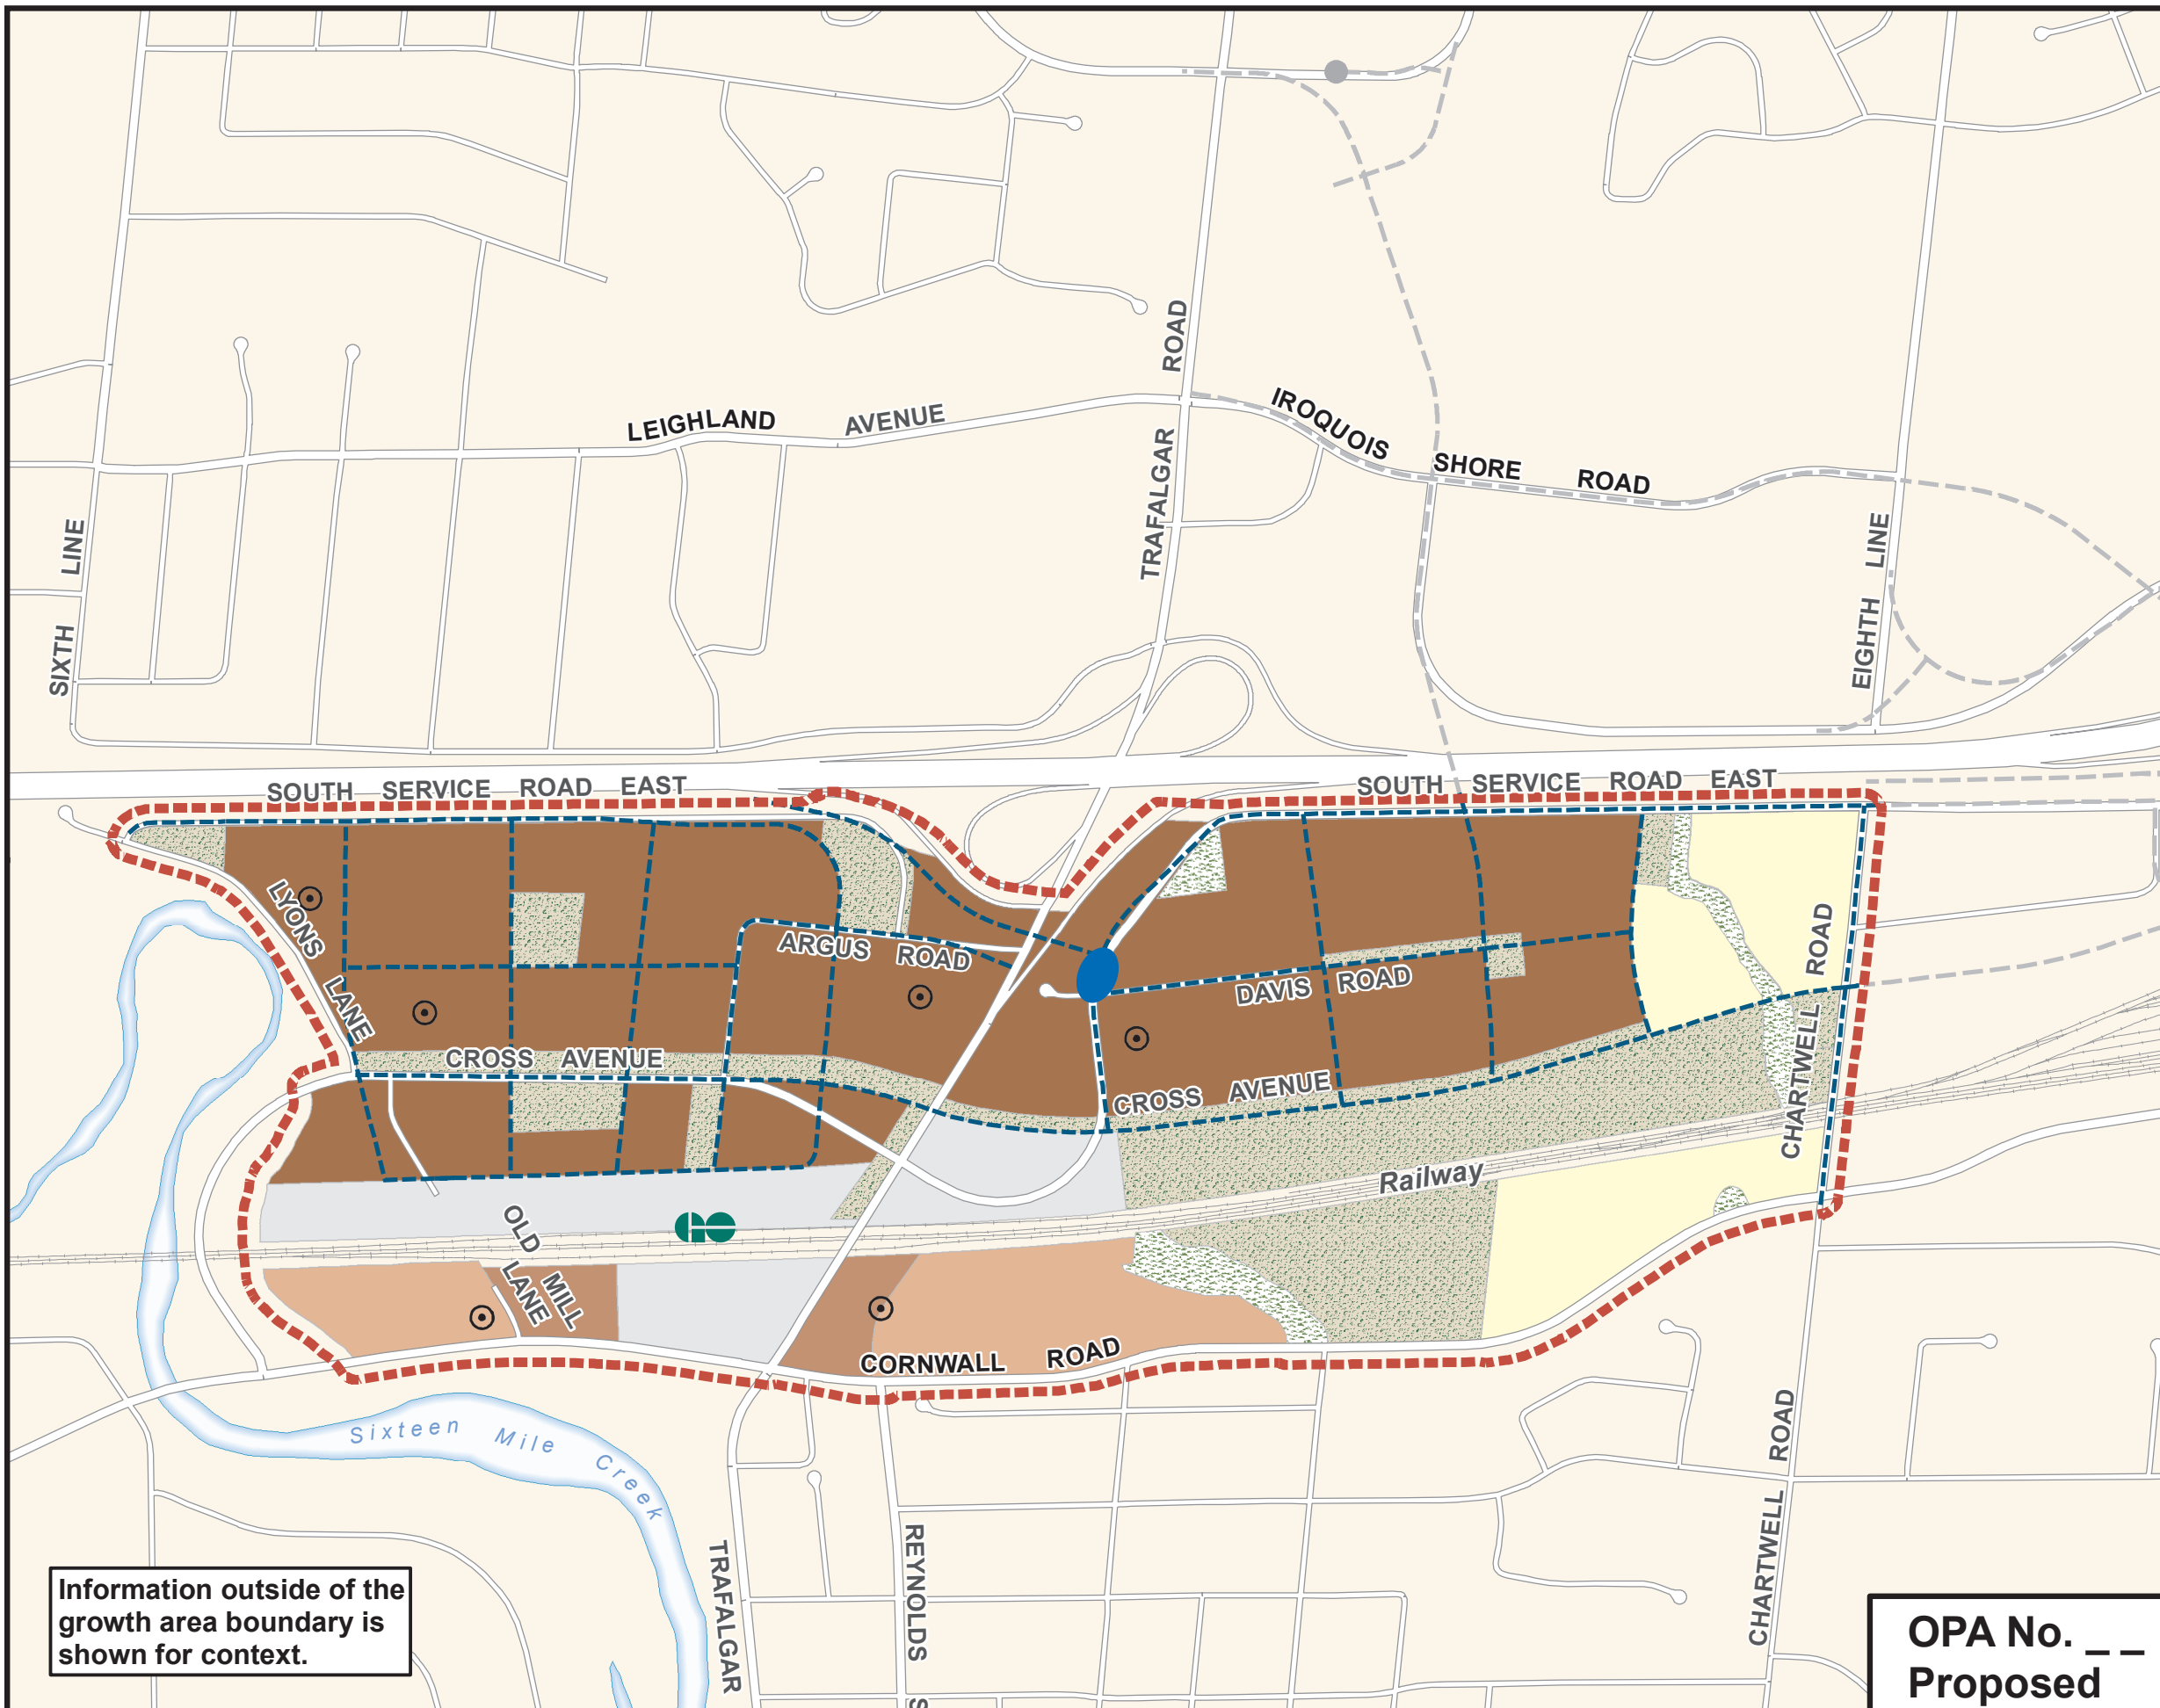 ROAD
IROQUOIS
LEIGHLAND AVENUE
SHORE ROAD
TRAFALGAR
SIXTH LINE
EIGHTH LINE
SOUTH SERVICE ROAD EAST
SOUTH SERVICE ROAD EAST
LYONS LANE
ARGUS ROAD
DAVIS ROAD
CHARTWELL ROAD
CROSS AVENUE
CROSS AVENUE
Railway
GO
OLD MILL
LANE
CORNWALL ROAD
Sixteen Mile Creek
CHARTWELL ROAD
TRAFALGAR
REYNOLDS S
Information outside of the
growth area boundary is
shown for context.
OPA No. _ _
Proposed